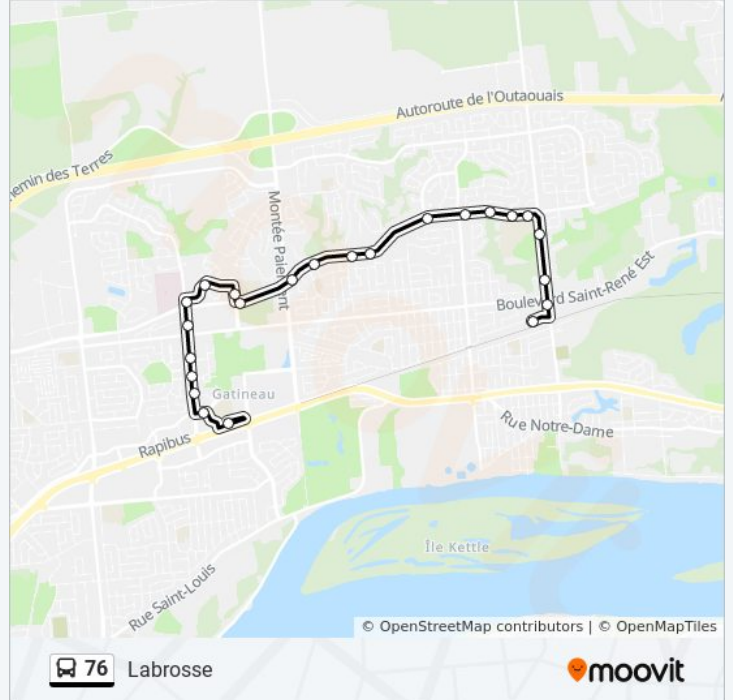 Autoroute de l'Outaouais
A
hemin des Terres
Montée Paiement
Boulevard Saint-René Est
Gatineau
Rue Notre-Dame
Rapibus
Île Kettle
Rue Saint-Louis
© OpenStreetMap contributors | © OpenMapTiles
76 Labrosse
moovit